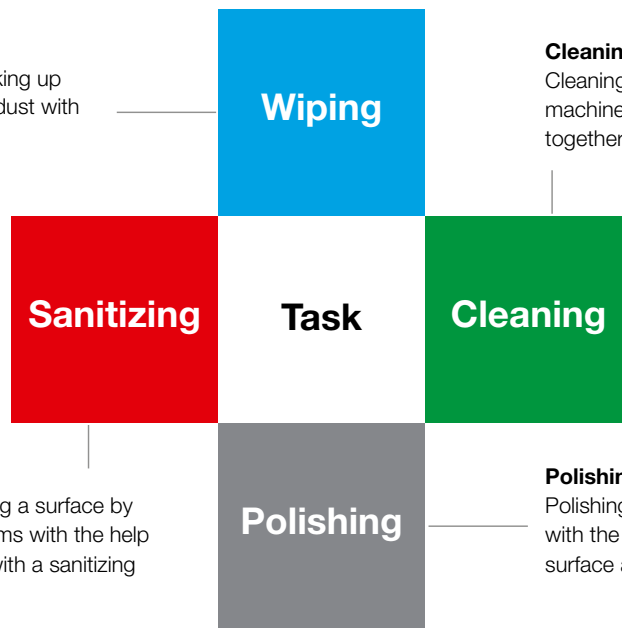 Wiping
king up
dust with
Cleanin
Cleaning
machine
together
Sanitizing
Task
Cleaning
g a surface by
ms with the help
with a sanitizing
Polishing
Polishin
Polishing
with the
surface a